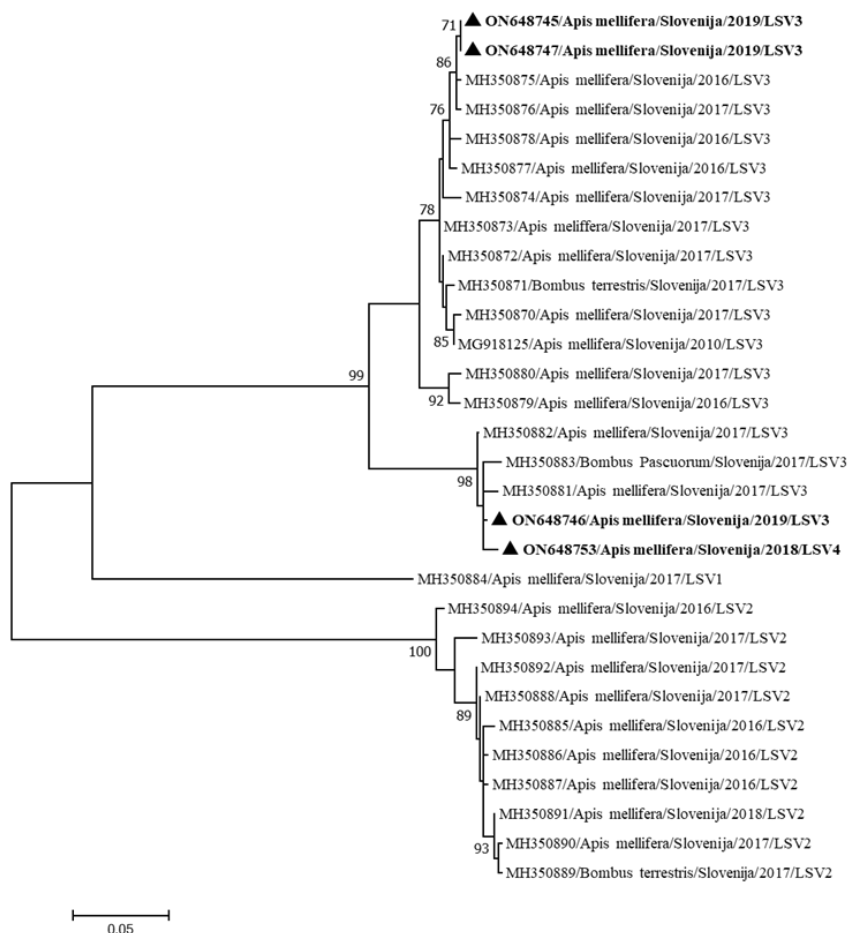 71
▲ ON648745/Apis mellifera/Slovenija/2019/LSV3
▲ ON648747/Apis mellifera/Slovenija/2019/LSV3
86
MH350875/Apis mellifera/Slovenija/2016/LSV3
76
MH350876/Apis mellifera/Slovenija/2017/LSV3
MH350878/Apis mellifera/Slovenija/2016/LSV3
MH350877/Apis mellifera/Slovenija/2016/LSV3
MH350874/Apis mellifera/Slovenija/2017/LSV3
78
MH350873/Apis meliffera/Slovenija/2017/LSV3
MH350872/Apis mellifera/Slovenija/2017/LSV3
MH350871/Bombus terrestris/Slovenija/2017/LSV3
MH350870/Apis mellifera/Slovenija/2017/LSV3
85
MG918125/Apis mellifera/Slovenija/2010/LSV3
99
MH350880/Apis mellifera/Slovenija/2017/LSV3
92
MH350879/Apis mellifera/Slovenija/2016/LSV3
MH350882/Apis mellifera/Slovenija/2017/LSV3
MH350883/Bombus Pascuorum/Slovenija/2017/LSV3
98
MH350881/Apis mellifera/Slovenija/2017/LSV3
▲ ON648746/Apis mellifera/Slovenija/2019/LSV3
▲ ON648753/Apis mellifera/Slovenija/2018/LSV4
MH350884/Apis mellifera/Slovenija/2017/LSV1
MH350894/Apis mellifera/Slovenija/2016/LSV2
100
MH350893/Apis mellifera/Slovenija/2017/LSV2
MH350892/Apis mellifera/Slovenija/2017/LSV2
89
MH350888/Apis mellifera/Slovenija/2017/LSV2
MH350885/Apis mellifera/Slovenija/2016/LSV2
MH350886/Apis mellifera/Slovenija/2016/LSV2
MH350887/Apis mellifera/Slovenija/2016/LSV2
MH350891/Apis mellifera/Slovenija/2018/LSV2
93
MH350890/Apis mellifera/Slovenija/2017/LSV2
MH350889/Bombus terrestris/Slovenija/2017/LSV2
0.05